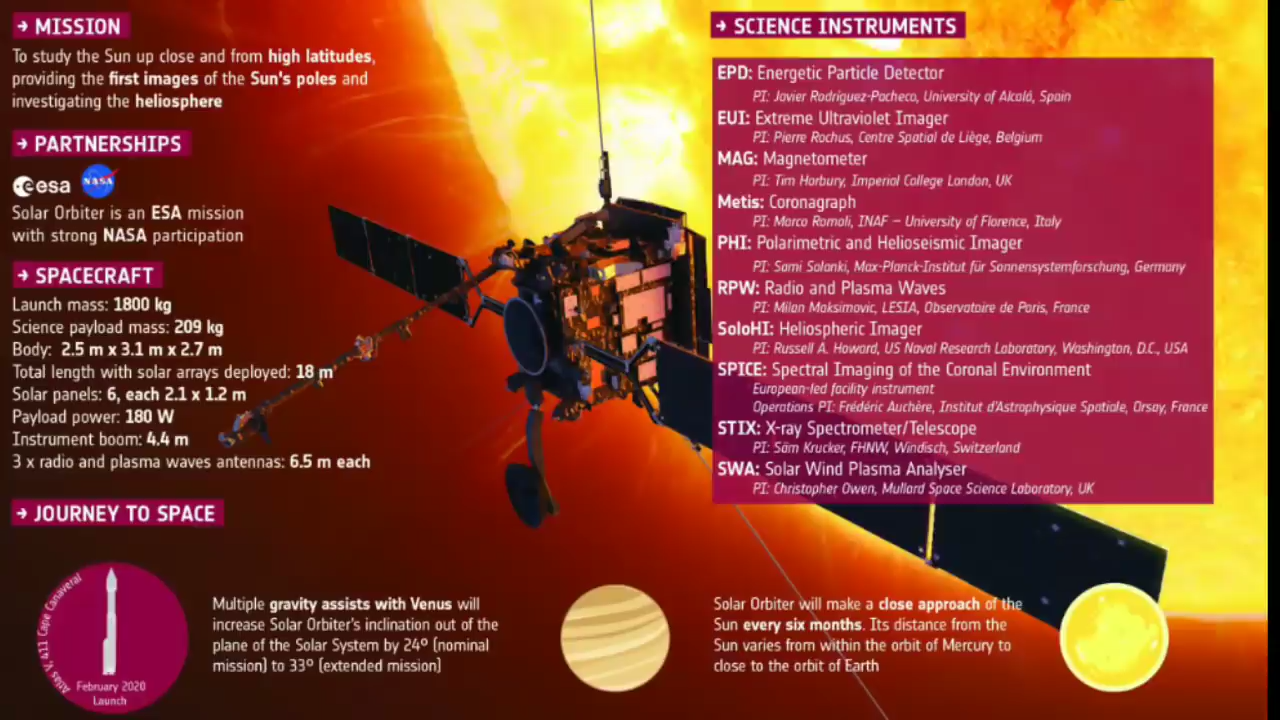 → MISSION
To study the Sun up close and from high latitudes,
providing the first images of the Sun's poles and
investigating the heliosphere
→ PARTNERSHIPS
esa NASA
Solar Orbiter is an ESA mission
with strong NASA participation
→ SPACECRAFT
Launch mass: 1800 kg
Science payload mass: 209 kg
Body: 2.5 m x 3.1 m x 2.7 m
Total length with solar arrays deployed: 18 m
Solar panels: 6, each 2.1 x 1.2 m
Payload power: 180 W
Instrument boom: 4.4 m
3 x radio and plasma waves antennas: 6.5 m each
→ SCIENCE INSTRUMENTS
EPD: Energetic Particle Detector
PI: Javier Rodríguez-Pacheco, University of Alcalá, Spain
EUI: Extreme Ultraviolet Imager
PI: Pierre Rochus, Centre Spatial de Liège, Belgium
MAG: Magnetometer
PI: Tim Horbury, Imperial College London, UK
Metis: Coronagraph
PI: Marco Romoli, INAF – University of Florence, Italy
PHI: Polarimetric and Helioseismic Imager
PI: Sami Solanki, Max-Planck-Institut für Sonnensystemforschung, Germany
RPW: Radio and Plasma Waves
PI: Milan Maksimovic, LESIA, Observatoire de Paris, France
SoloHI: Heliospheric Imager
PI: Russell A. Howard, US Naval Research Laboratory, Washington, D.C., USA
SPICE: Spectral Imaging of the Coronal Environment
European-led facility instrument
Operations PI: Frédéric Auchère, Institut d'Astrophysique Spatiale, Orsay, France
STIX: X-ray Spectrometer/Telescope
PI: Säm Krucker, FHNW, Windisch, Switzerland
SWA: Solar Wind Plasma Analyser
PI: Christopher Owen, Mullard Space Science Laboratory, UK
→ JOURNEY TO SPACE
Atlas V, 411 Cape Canaveral
February 2020
Launch
Multiple gravity assists with Venus will
increase Solar Orbiter's inclination out of the
plane of the Solar System by 24º (nominal
mission) to 33º (extended mission)
Solar Orbiter will make a close approach of the
Sun every six months. Its distance from the
Sun varies from within the orbit of Mercury to
close to the orbit of Earth